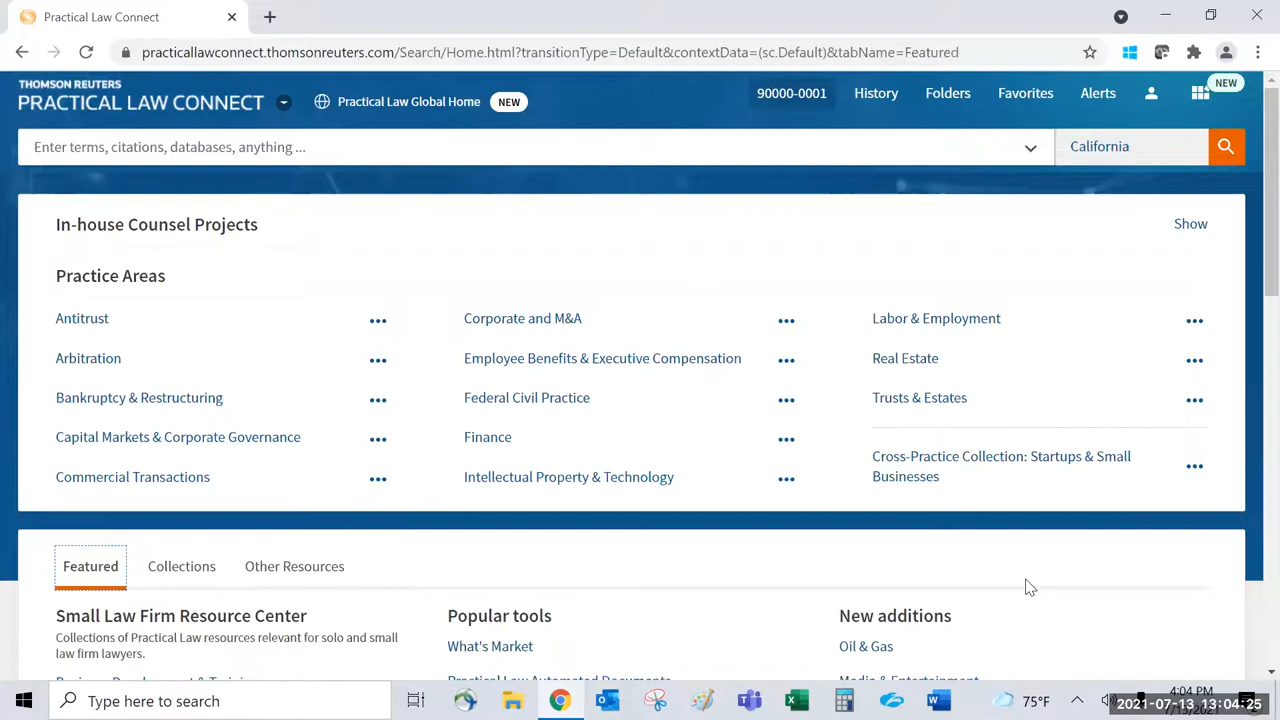 Practical Law Connect
practicallawconnect.thomsonreuters.com/Search/Home.html?transitionType=Default&contextData=(sc.Default)&tabName=Featured
THOMSON REUTERS
PRACTICAL LAW CONNECT
Practical Law Global Home NEW
90000-0001 History Folders Favorites Alerts NEW
Enter terms, citations, databases, anything ... California
In-house Counsel Projects Show
Practice Areas
Antitrust Corporate and M&A Labor & Employment
Arbitration Employee Benefits & Executive Compensation Real Estate
Bankruptcy & Restructuring Federal Civil Practice Trusts & Estates
Capital Markets & Corporate Governance Finance Cross-Practice Collection: Startups & Small
Businesses
Commercial Transactions Intellectual Property & Technology
Featured Collections Other Resources
Small Law Firm Resource Center Popular tools New additions
Collections of Practical Law resources relevant for solo and small
law firm lawyers.
What's Market Oil & Gas
Practical Law Automated Documents Media & Entertainment
Type here to search 75°F 4:04 PM
2021-07-13 13:04:25